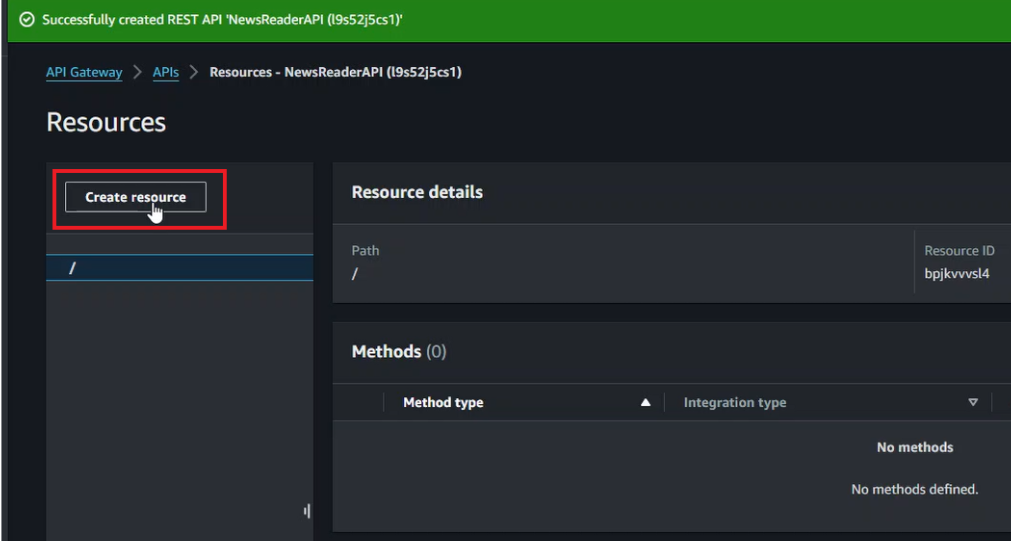 Successfully created REST API 'NewsReaderAPI (l9s52j5cs1)'
API Gateway > APIs > Resources - NewsReaderAPI (l9s52j5cs1)
Resources
Create resource
/
Resource details
Path
/
Resource ID
bpjkvvvsl4
Methods (0)
Method type Integration type
No methods
No methods defined.